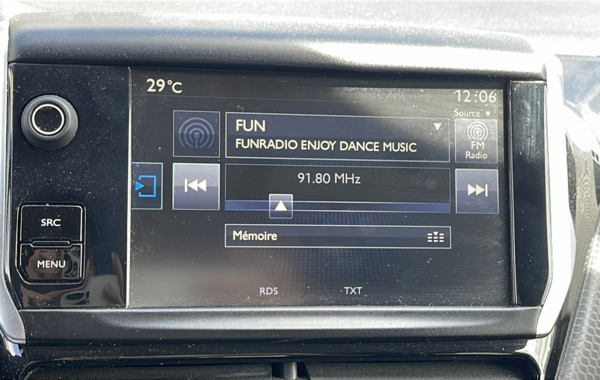 29°C
12:06
Source ▼
FUN ▼
FUNRADIO ENJOY DANCE MUSIC
FM
Radio
91.80 MHz
SRC
Mémoire
MENU
RDS TXT